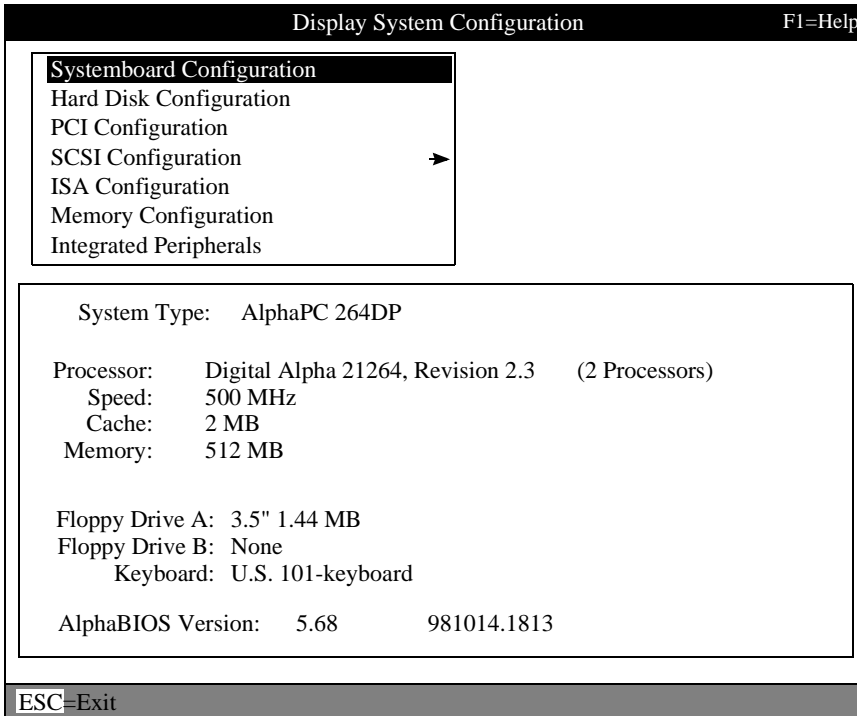 Display System Configuration F1=Help
Systemboard Configuration
Hard Disk Configuration
PCI Configuration
SCSI Configuration
ISA Configuration
Memory Configuration
Integrated Peripherals
System Type: AlphaPC 264DP
Processor: Digital Alpha 21264, Revision 2.3 (2 Processors)
Speed: 500 MHz
Cache: 2 MB
Memory: 512 MB
Floppy Drive A: 3.5" 1.44 MB
Floppy Drive B: None
Keyboard: U.S. 101-keyboard
AlphaBIOS Version: 5.68 981014.1813
ESC=Exit